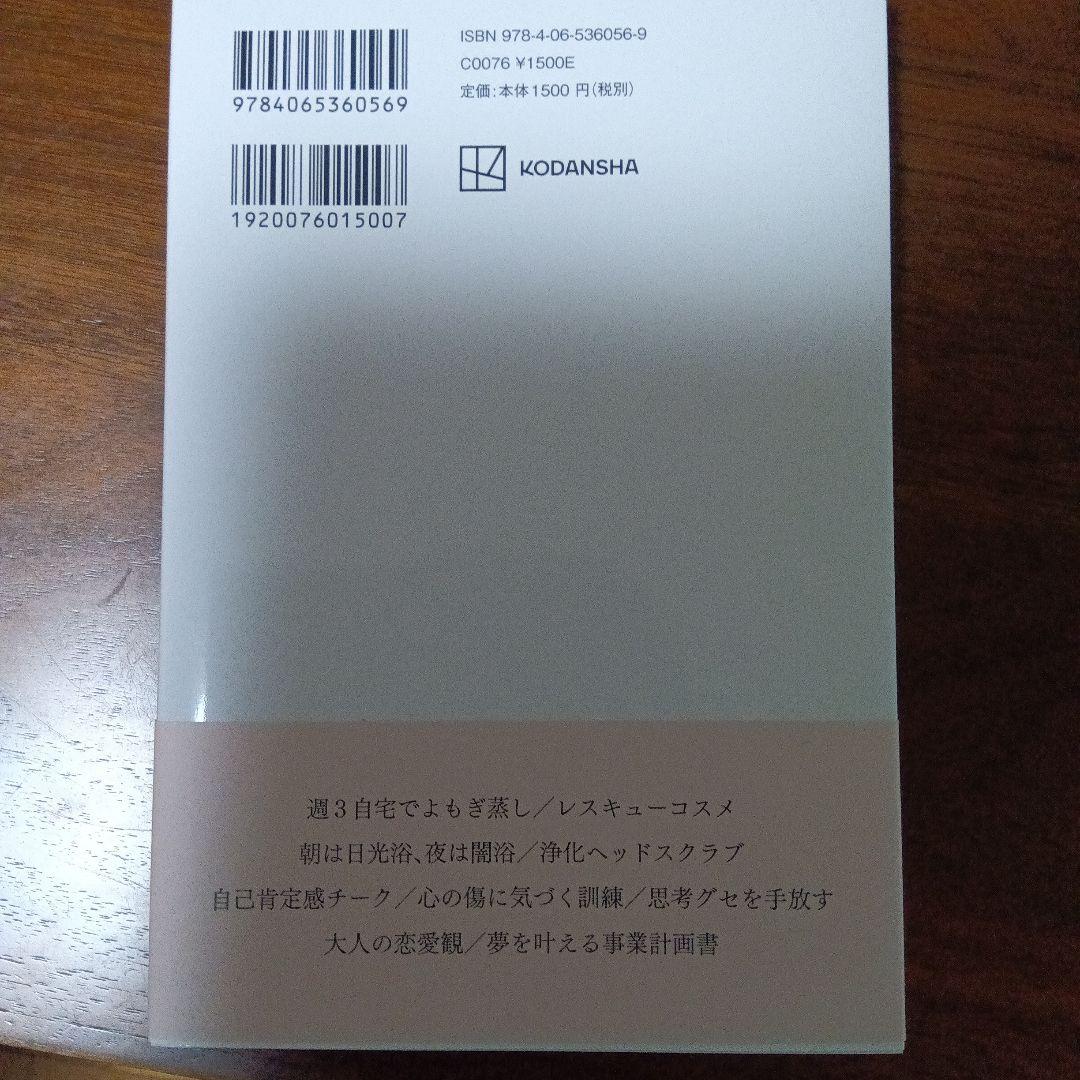 ISBN 978-4-06-536056-9
C0076 ¥1500E
定価:本体1500 円(税別)
9784065360569
KODANSHA
1920076015007
週3自宅でよもぎ蒸し/レスキューコスメ
朝は日光浴、夜は闇浴/浄化ヘッドスクラブ
自己肯定感チーク/心の傷に気づく訓練/思考グセを手放す
大人の恋愛観/夢を叶える事業計画書